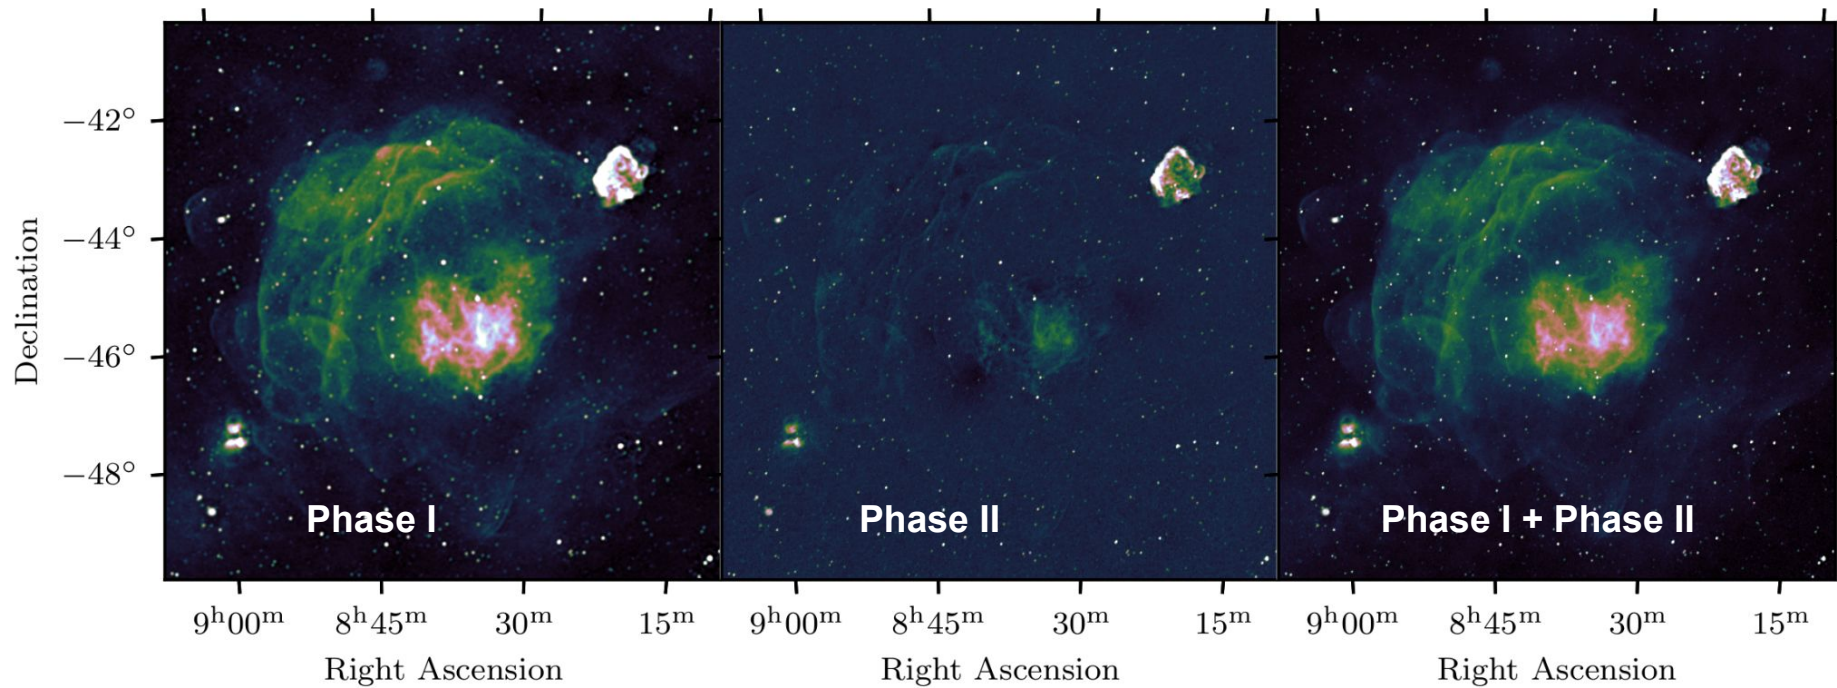 Declination
−42°
−44°
−46°
−48°
Phase I
Phase II
Phase I + Phase II
9ʰ00ᵐ 8ʰ45ᵐ 30ᵐ 15ᵐ
9ʰ00ᵐ 8ʰ45ᵐ 30ᵐ 15ᵐ
9ʰ00ᵐ 8ʰ45ᵐ 30ᵐ 15ᵐ
Right Ascension
Right Ascension
Right Ascension